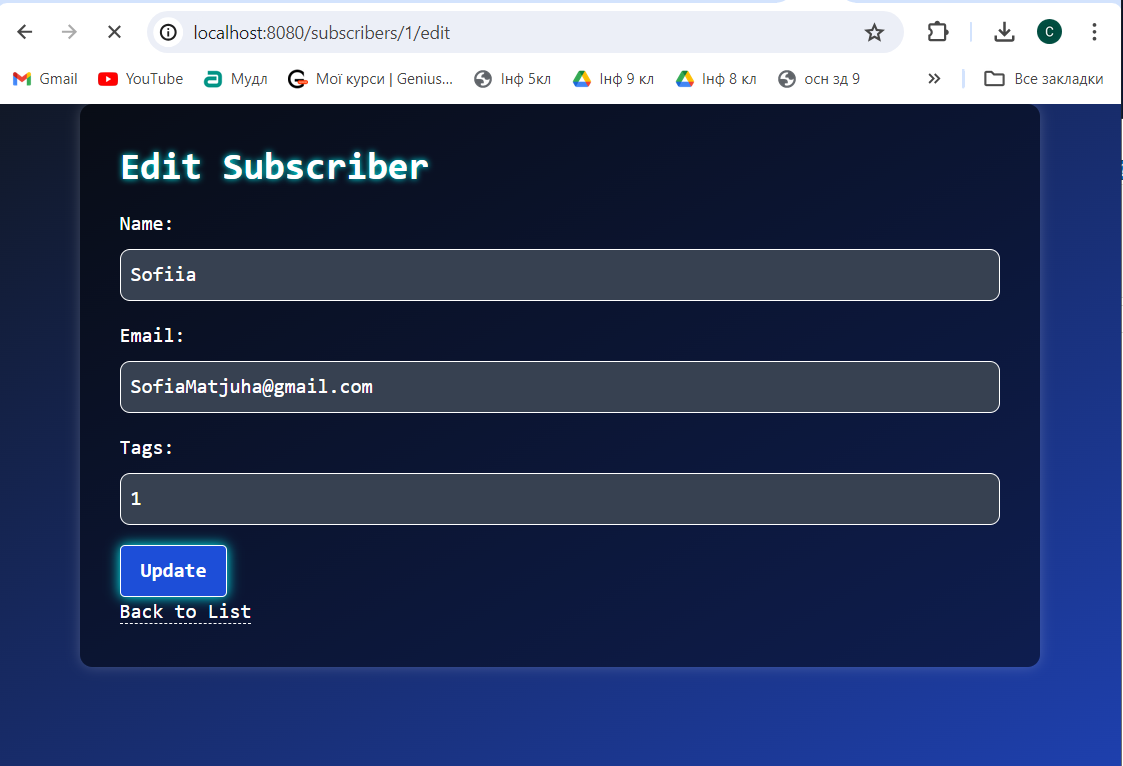 localhost:8080/subscribers/1/edit
C
Gmail YouTube Мудл Мої курси | Genius... Інф 5кл Інф 9 кл Інф 8 кл осн зд 9 » Все закладки
Edit Subscriber
Name:
Sofiia
Email:
SofiaMatjuha@gmail.com
Tags:
1
Update
Back to List